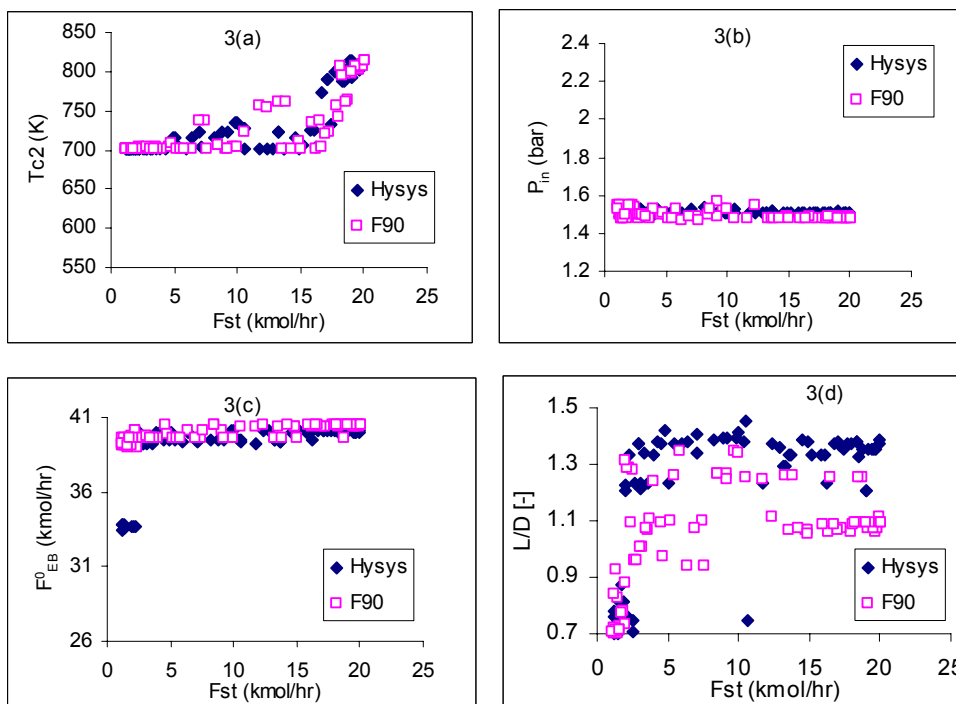 3(a)
850
800
750
700
650
600
550
Tc2 (K)
Hysys
F90
0 5 10 15 20 25
Fst (kmol/hr)
3(b)
2.4
2.2
2
1.8
1.6
1.4
1.2
P_in (bar)
Hysys
F90
0 5 10 15 20 25
Fst (kmol/hr)
3(c)
41
36
31
26
F⁰_EB (kmol/hr)
Hysys
F90
0 5 10 15 20 25
Fst (kmol/hr)
3(d)
1.5
1.3
1.1
0.9
0.7
L/D [-]
Hysys
F90
0 5 10 15 20 25
Fst (kmol/hr)